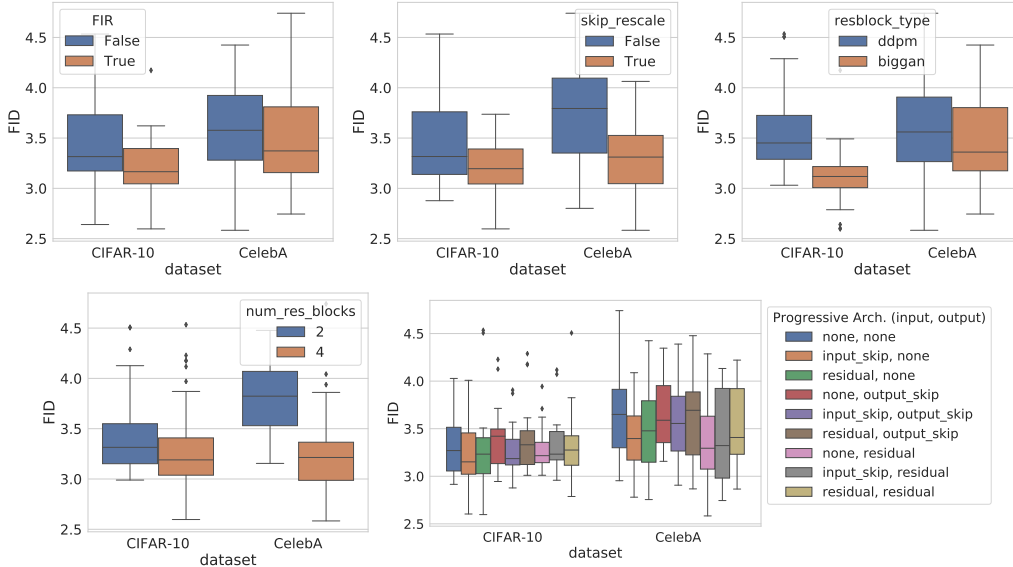 FIR
False
True
4.5
4.0
3.5
3.0
2.5
FID
CIFAR-10
CelebA
dataset
skip_rescale
False
True
4.5
4.0
3.5
3.0
2.5
FID
CIFAR-10
CelebA
dataset
resblock_type
ddpm
biggan
4.5
4.0
3.5
3.0
2.5
FID
CIFAR-10
CelebA
dataset
num_res_blocks
2
4
4.5
4.0
3.5
3.0
2.5
FID
CIFAR-10
CelebA
dataset
4.5
4.0
3.5
3.0
2.5
FID
CIFAR-10
CelebA
dataset
Progressive Arch. (input, output)
none, none
input_skip, none
residual, none
none, output_skip
input_skip, output_skip
residual, output_skip
none, residual
input_skip, residual
residual, residual